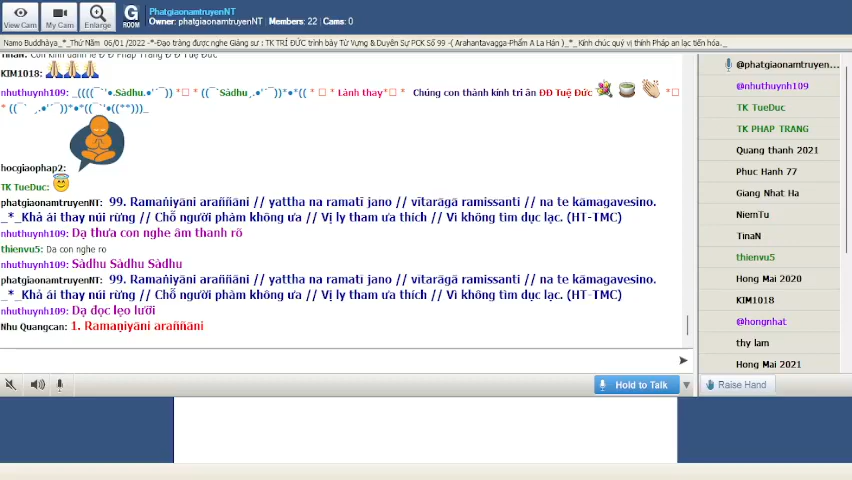 View Cam
My Cam
Enlarge
G
ROOM
PhatgiaonamtruyenNT
Owner: phatgiaonamtruyenNT | Members: 22 | Cams: 0
Namo Buddhàya _*_Thứ Năm 06/01 /2022 -*-Đạo tràng được nghe Giảng sư : TK TRÍ ĐỨC trình bày Từ Vựng & Duyên Sự PCK Số 99 -( Arahantavagga-Phẩm A La Hán )_*_ Kính chúc quý vị thính Pháp an lạc tiến hóa._
KIM1018:
nhuthuynh109: Sàdhu Sàdhu Lành thay Chúng con thành kính tri ân ĐĐ Tuệ Đức
hocgiaophap2:
TK TueDuc:
phatgiaonamtruyenNT: 99. Ramaṇīyāni araññāni // yattha na ramatī jano // vītarāgā ramissanti // na te kāmagavesino.
_*_Khả ái thay núi rừng // Chỗ người phàm không ưa // Vị ly tham ưa thích // Vì không tìm dục lạc. (HT-TMC)
nhuthuynh109: Dạ thưa con nghe âm thanh rõ
thienvu5: Da con nghe ro
nhuthuynh109: Sàdhu Sàdhu Sàdhu
phatgiaonamtruyenNT: 99. Ramaṇīyāni araññāni // yattha na ramatī jano // vītarāgā ramissanti // na te kāmagavesino.
_*_Khả ái thay núi rừng // Chỗ người phàm không ưa // Vị ly tham ưa thích // Vì không tìm dục lạc. (HT-TMC)
nhuthuynh109: Dạ đọc lẹo lưỡi
Nhu Quangcan: 1. Ramaṇiyāni araññāni
Hold to Talk
@phatgiaonamtruyen...
@nhuthuynh109
TK TueDuc
TK PHAP TRANG
Quang thanh 2021
Phuc Hanh 77
Giang Nhat Ha
NiemTu
TinaN
thienvu5
Hong Mai 2020
KIM1018
@hongnhat
thy lam
Hong Mai 2021
Raise Hand